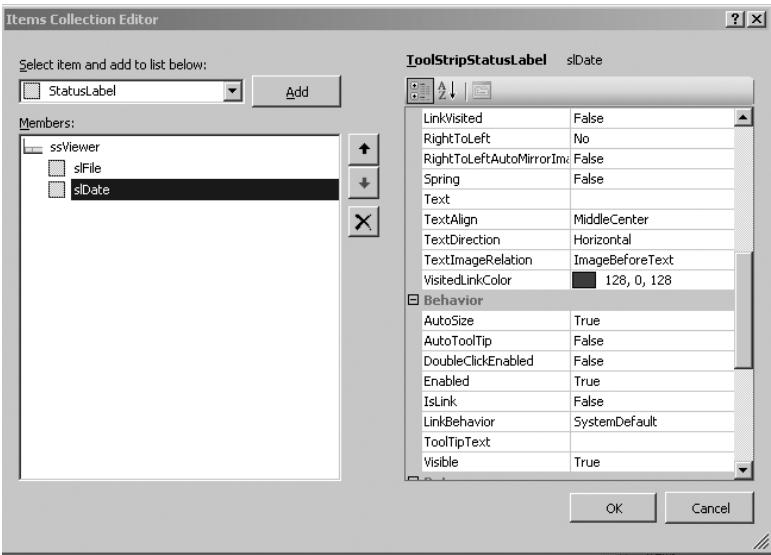 Items Collection Editor
Select item and add to list below:
StatusLabel
Add
Members:
ssViewer
slFile
slDate
ToolStripStatusLabel slDate
LinkVisited False
RightToLeft No
RightToLeftAutoMirrorIma False
Spring False
Text
TextAlign MiddleCenter
TextDirection Horizontal
TextImageRelation ImageBeforeText
VisitedLinkColor 128, 0, 128
Behavior
AutoSize True
AutoToolTip False
DoubleClickEnabled False
Enabled True
IsLink False
LinkBehavior SystemDefault
ToolTipText
Visible True
OK
Cancel